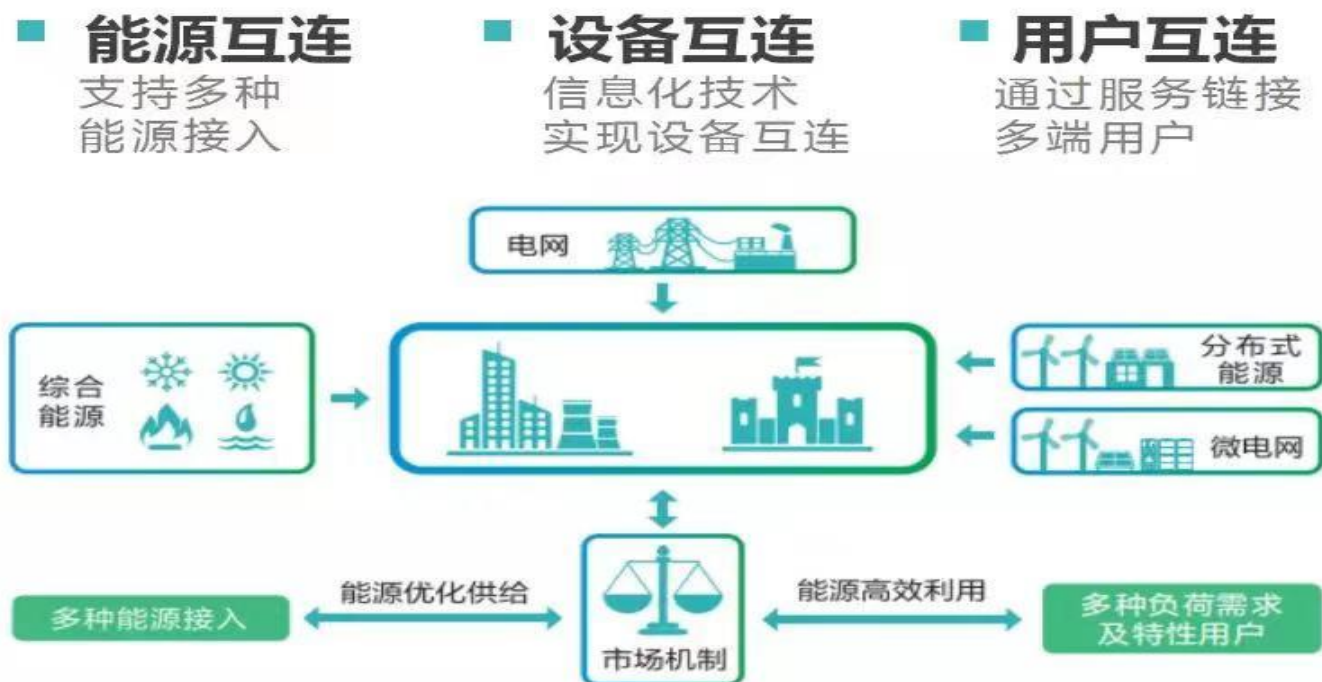 能源互连
支持多种
能源接入
设备互连
信息化技术
实现设备互连
用户互连
通过服务链接
多端用户
电网
综合
能源
分布式
能源
微电网
能源优化供给
能源高效利用
多种能源接入
市场机制
多种负荷需求
及特性用户